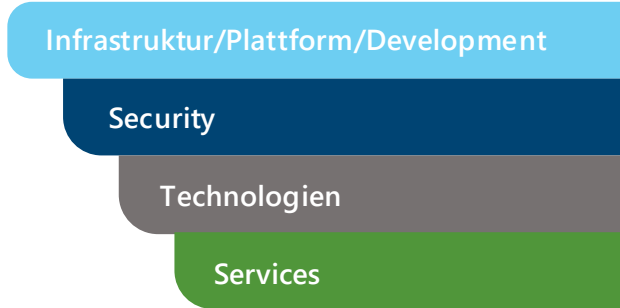 Infrastruktur/Plattform/Development
Security
Technologien
Services